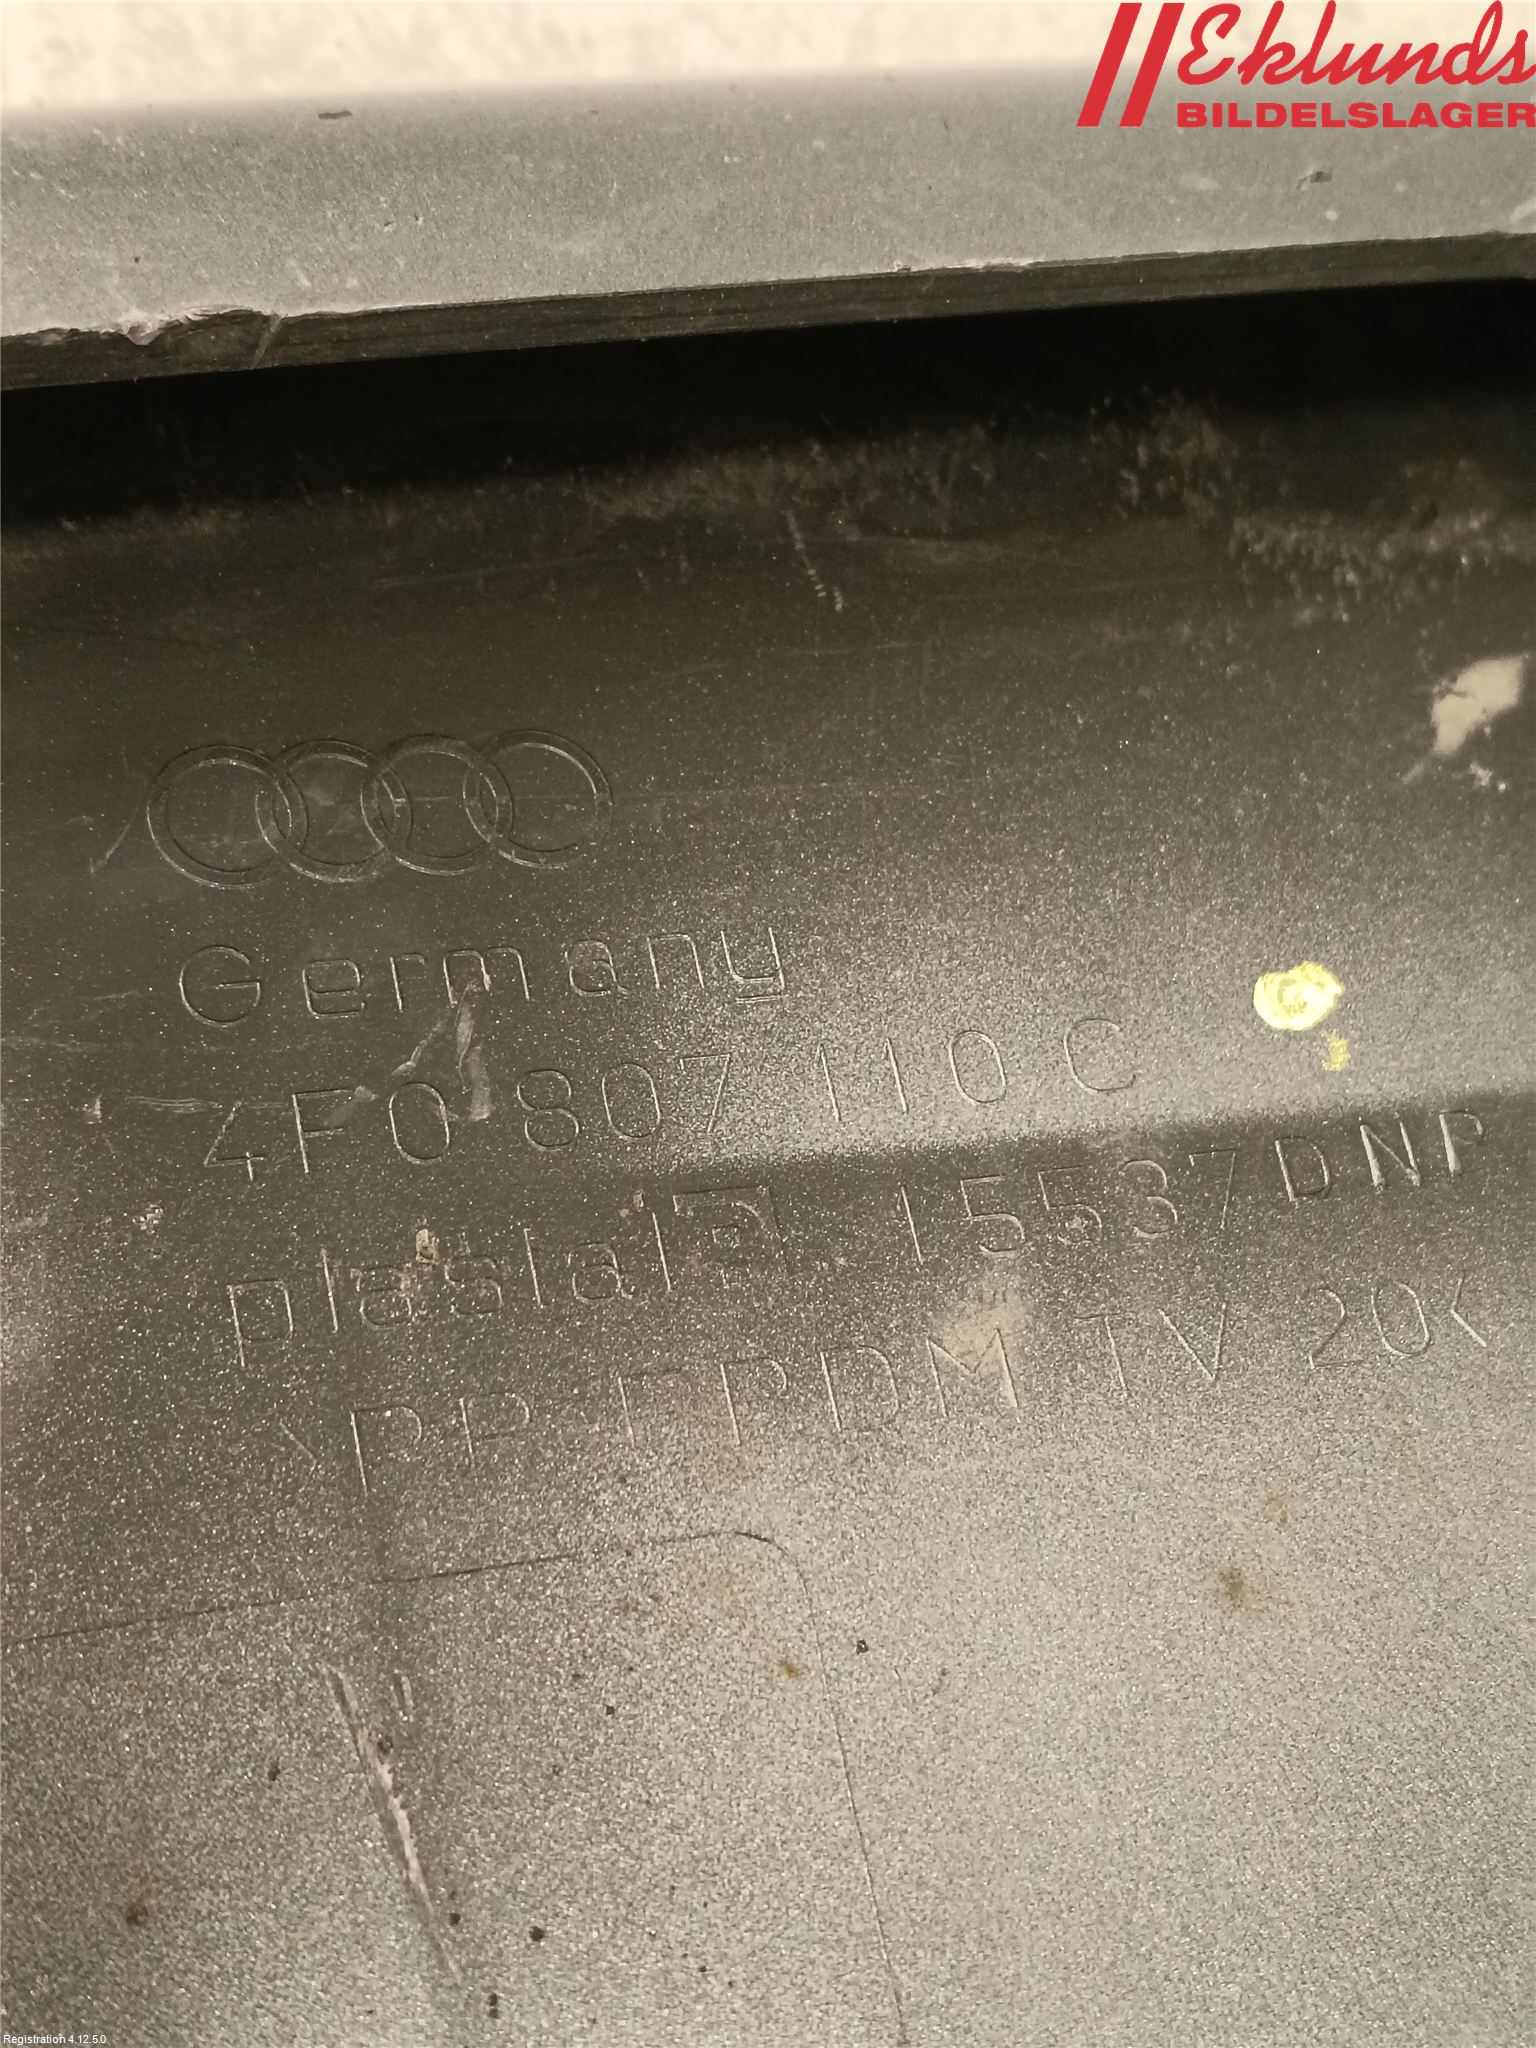 Eklunds
BILDELSLAGER
Germany
4F0 807 110 C
plastal 15537DNP
>PP·EPDM TV 20<
Registration 4.12.5.0